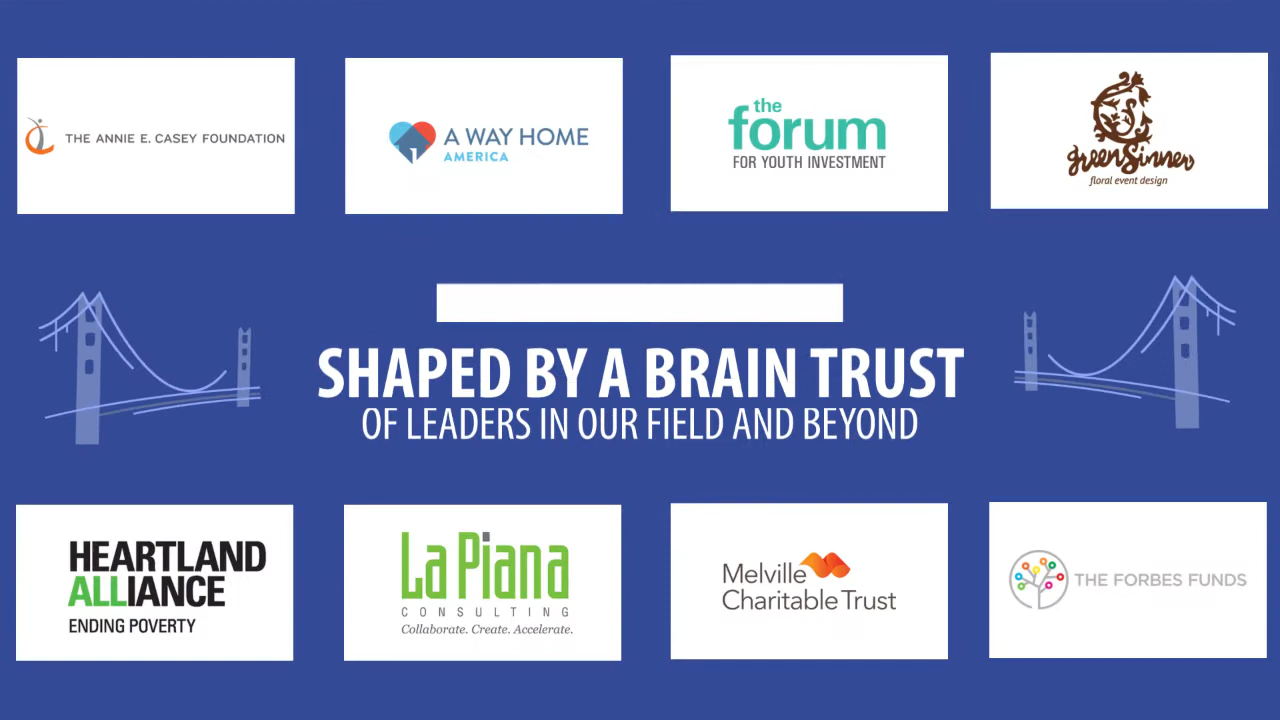 THE ANNIE E. CASEY FOUNDATION
A WAY HOME
AMERICA
the
forum
FOR YOUTH INVESTMENT
greenSinner
floral event design
SHAPED BY A BRAIN TRUST
OF LEADERS IN OUR FIELD AND BEYOND
HEARTLAND
ALLIANCE
ENDING POVERTY
La Piana
CONSULTING
Collaborate. Create. Accelerate.
Melville
Charitable Trust
THE FORBES FUNDS